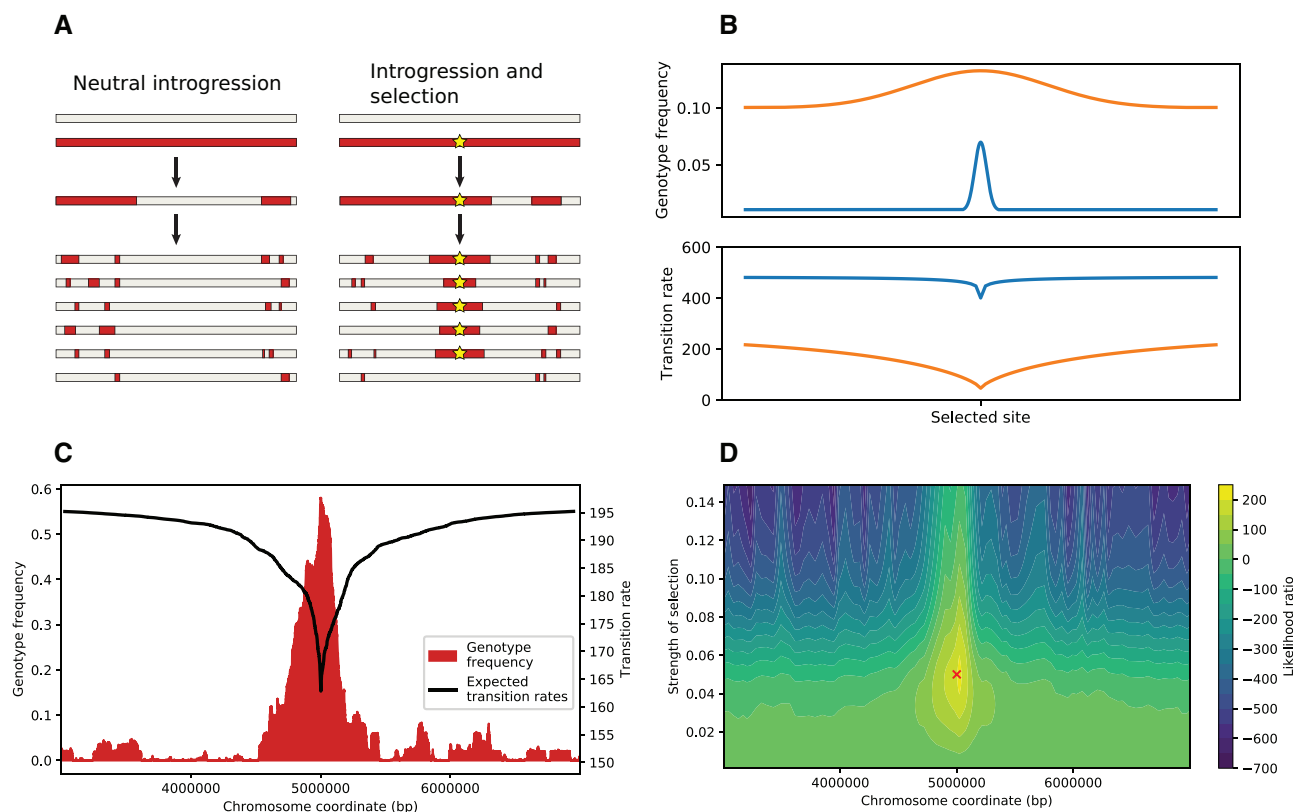 A
Neutral introgression
Introgression and
selection
B
Genotype frequency
0.10
0.05
Transition rate
600
400
200
0
Selected site
C
Genotype frequency
0.6
0.5
0.4
0.3
0.2
0.1
0.0
4000000
5000000
6000000
Chromosome coordinate (bp)
195
190
185
180
175
170
165
160
155
150
Transition rate
Genotype
frequency
Expected
transition rates
D
Strength of selection
0.14
0.12
0.10
0.08
0.06
0.04
0.02
4000000
5000000
6000000
Chromosome coordinate (bp)
200
100
0
−100
−200
−300
−400
−500
−600
−700
Likelihood ratio